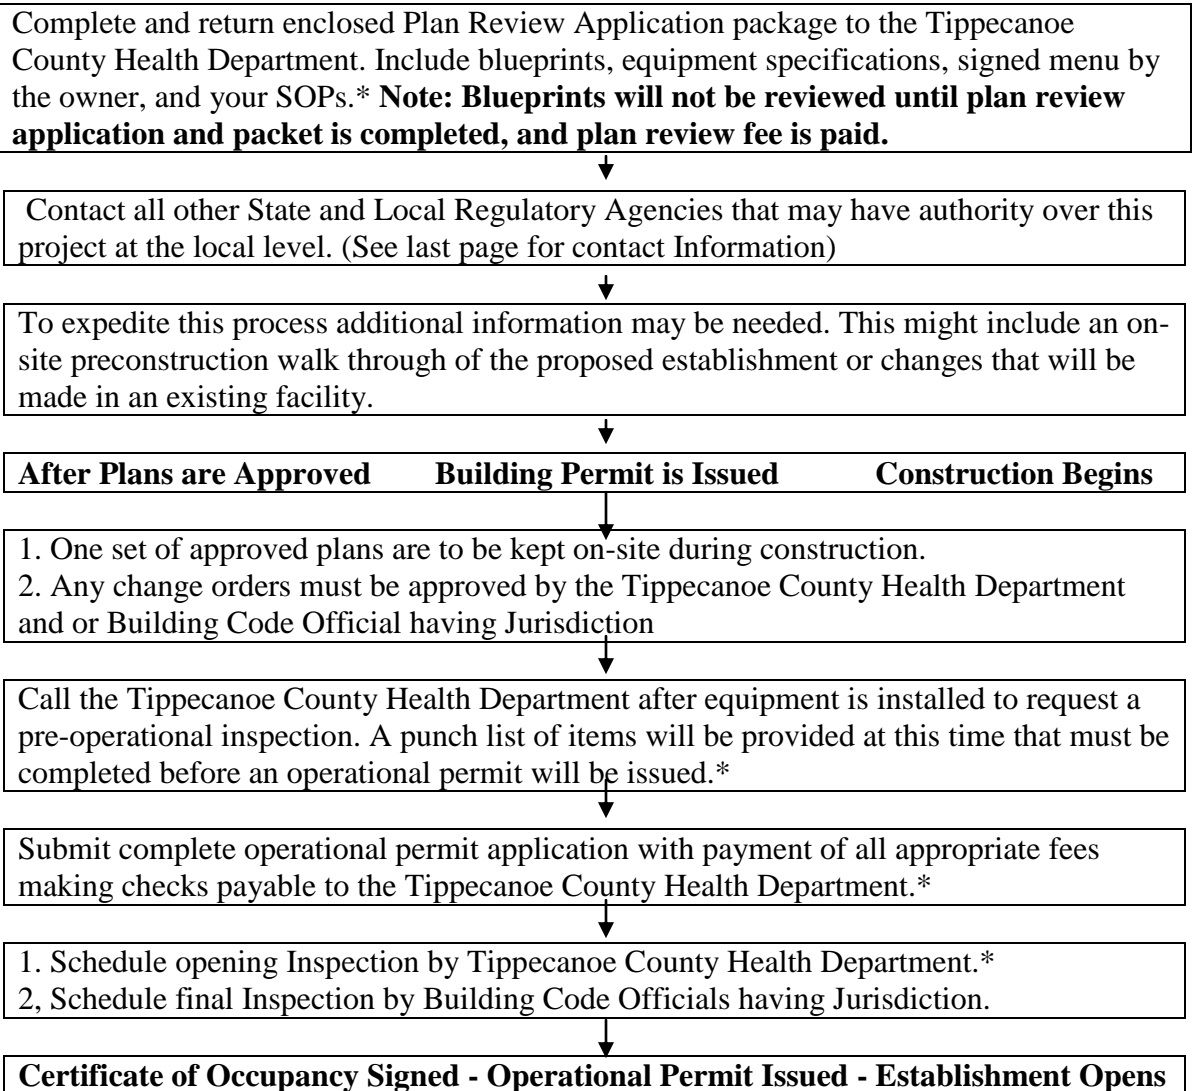 Complete and return enclosed Plan Review Application package to the Tippecanoe
County Health Department. Include blueprints, equipment specifications, signed menu by
the owner, and your SOPs.* Note: Blueprints will not be reviewed until plan review
application and packet is completed, and plan review fee is paid.
Contact all other State and Local Regulatory Agencies that may have authority over this
project at the local level. (See last page for contact Information)
To expedite this process additional information may be needed. This might include an on-
site preconstruction walk through of the proposed establishment or changes that will be
made in an existing facility.
After Plans are Approved Building Permit is Issued Construction Begins
1. One set of approved plans are to be kept on-site during construction.
2. Any change orders must be approved by the Tippecanoe County Health Department
and or Building Code Official having Jurisdiction
Call the Tippecanoe County Health Department after equipment is installed to request a
pre-operational inspection. A punch list of items will be provided at this time that must be
completed before an operational permit will be issued.*
Submit complete operational permit application with payment of all appropriate fees
making checks payable to the Tippecanoe County Health Department.*
1. Schedule opening Inspection by Tippecanoe County Health Department.*
2, Schedule final Inspection by Building Code Officials having Jurisdiction.
Certificate of Occupancy Signed - Operational Permit Issued - Establishment Opens